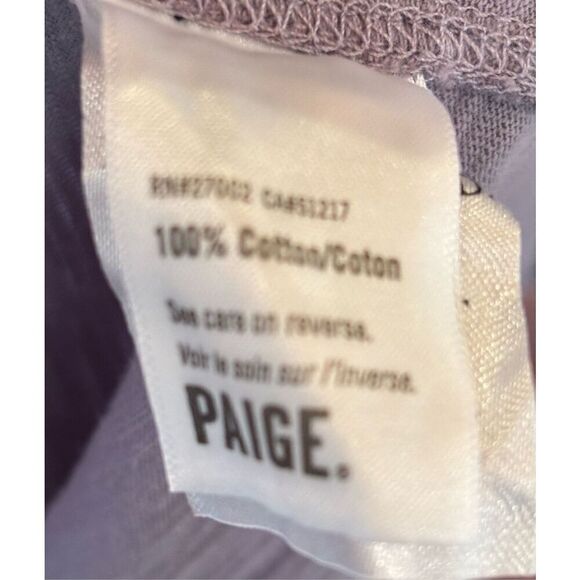 RN#27002 CA#51217
100% Cotton/Coton
See care on reverse.
Voir le soin sur l'inverse.
PAIGE.